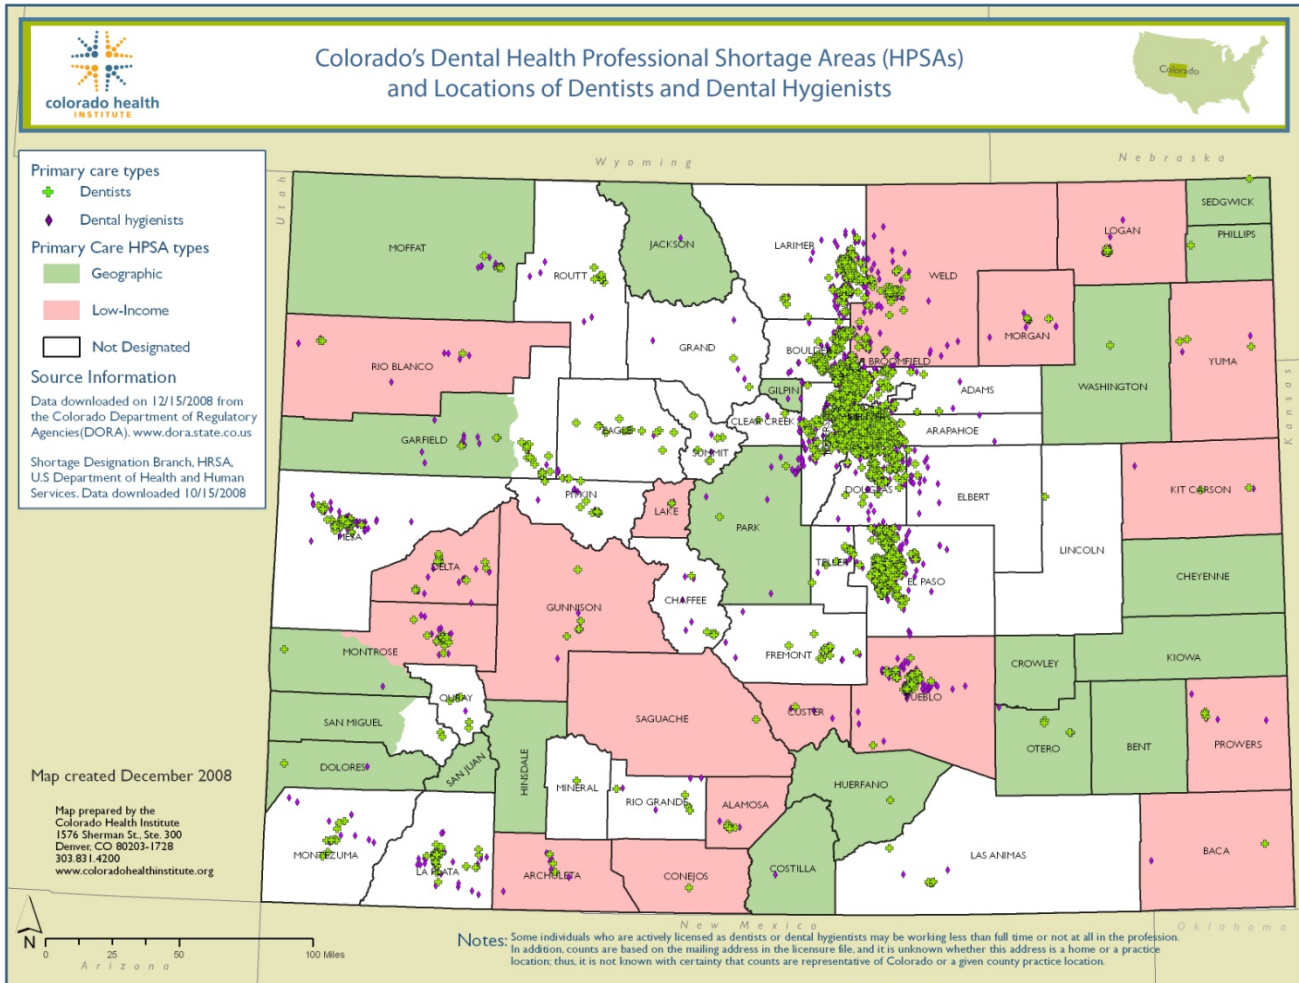 Colorado's Dental Health Professional Shortage Areas (HPSAs)
and Locations of Dentists and Dental Hygienists
colorado health
INSTITUTE
Colorado
Primary care types
Dentists
Dental hygienists
Primary Care HPSA types
Geographic
Low-Income
Not Designated
Source Information
Data downloaded on 12/15/2008 from
the Colorado Department of Regulatory
Agencies(DORA). www.dora.state.co.us
Shortage Designation Branch, HRSA,
U.S Department of Health and Human
Services. Data downloaded 10/15/2008
Wyoming
Nebraska
Utah
Kansas
MOFFAT
ROUTT
JACKSON
LARIMER
WELD
LOGAN
SEDGWICK
PHILLIPS
MORGAN
RIO BLANCO
GRAND
BOULDER
BROOMFIELD
WASHINGTON
YUMA
GILPIN
ADAMS
GARFIELD
EAGLE
CLEAR CREEK
ARAPAHOE
SUMMIT
PITKIN
LAKE
PARK
DOUGLAS
ELBERT
KIT CARSON
MESA
DELTA
LINCOLN
TELLER
EL PASO
CHEYENNE
GUNNISON
CHAFFEE
MONTROSE
FREMONT
CROWLEY
KIOWA
OURAY
PUEBLO
SAN MIGUEL
SAGUACHE
CUSTER
OTERO
BENT
PROWERS
DOLORES
SAN JUAN
HINSDALE
MINERAL
RIO GRANDE
ALAMOSA
HUERFANO
MONTEZUMA
LA PLATA
ARCHULETA
CONEJOS
COSTILLA
LAS ANIMAS
BACA
Map created December 2008
Map prepared by the
Colorado Health Institute
1576 Sherman St., Ste. 300
Denver, CO 80203-1728
303.831.4200
www.coloradohealthinstitute.org
N
0 50 100 Miles
Arizona
New Mexico
Oklahoma
Notes: Some individuals who are actively licensed as dentists or dental hygientists may be working less than full time or not at all in the profession.
In addition, counts are based on the mailing address in the licensure file, and it is unknown whether this address is a home or a practice
location; thus, it is not known with certainty that counts are representative of Colorado or a given county practice location.